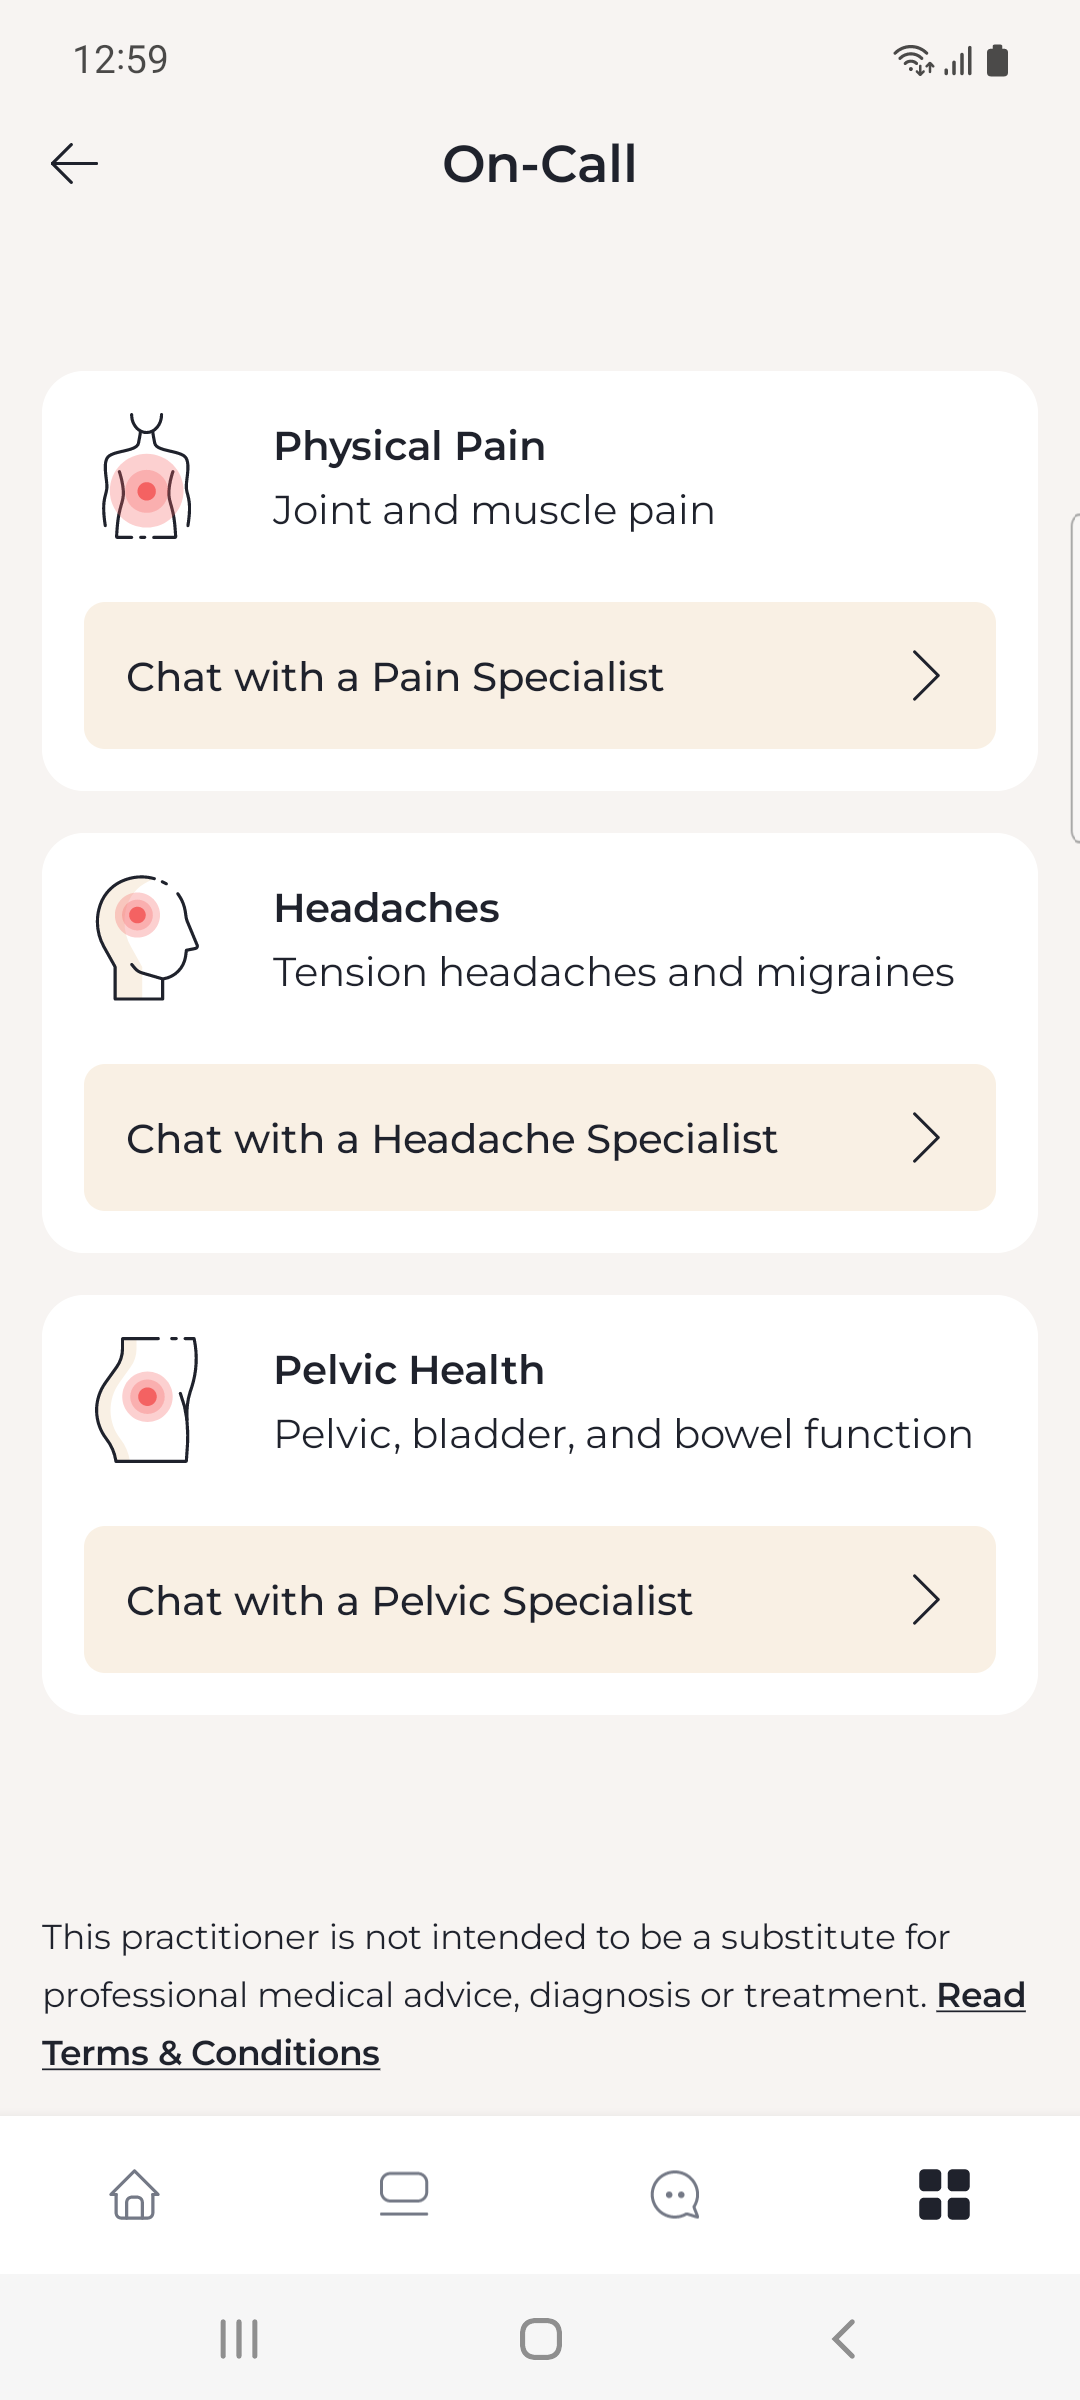 12:59
On-Call
Physical Pain
Joint and muscle pain
Chat with a Pain Specialist
Headaches
Tension headaches and migraines
Chat with a Headache Specialist
Pelvic Health
Pelvic, bladder, and bowel function
Chat with a Pelvic Specialist
This practitioner is not intended to be a substitute for
professional medical advice, diagnosis or treatment. Read
Terms & Conditions